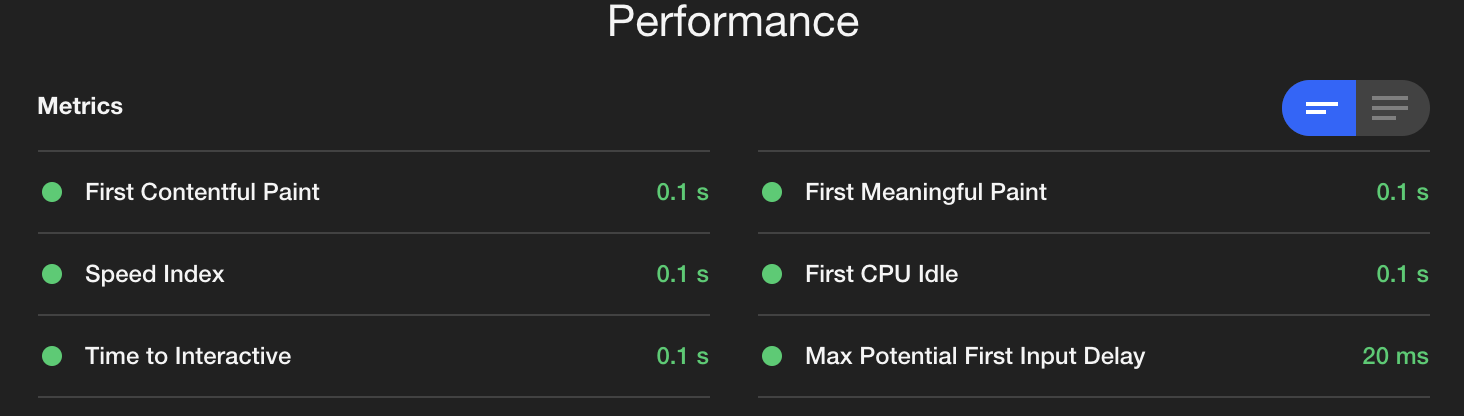 Performance
Metrics
First Contentful Paint 0.1 s
First Meaningful Paint 0.1 s
Speed Index 0.1 s
First CPU Idle 0.1 s
Time to Interactive 0.1 s
Max Potential First Input Delay 20 ms